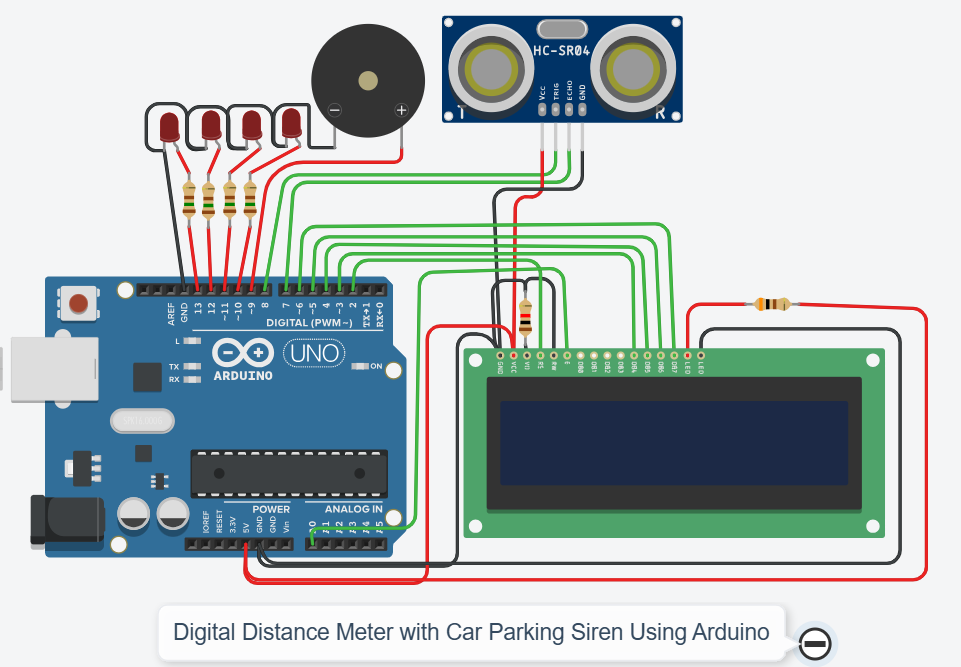 HC-SR04
Vcc
TRIG
ECHO
GND
T
R
AREF
GND
13
12
~11
~10
~9
8
7
~6
~5
4
~3
2
TX→1
RX←0
DIGITAL (PWM~)
L
TX
RX
ARDUINO
UNO
ON
GND
VCC
V0
RS
RW
E
DB0
DB1
DB2
DB3
DB4
DB5
DB6
DB7
LED
LED
POWER
ANALOG IN
IOREF
RESET
3.3V
5V
GND
GND
Vin
A0
A1
A2
A3
A4
A5
Digital Distance Meter with Car Parking Siren Using Arduino